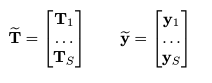 T̃ = [T₁ … T_S]   ỹ = [y₁ … y_S]